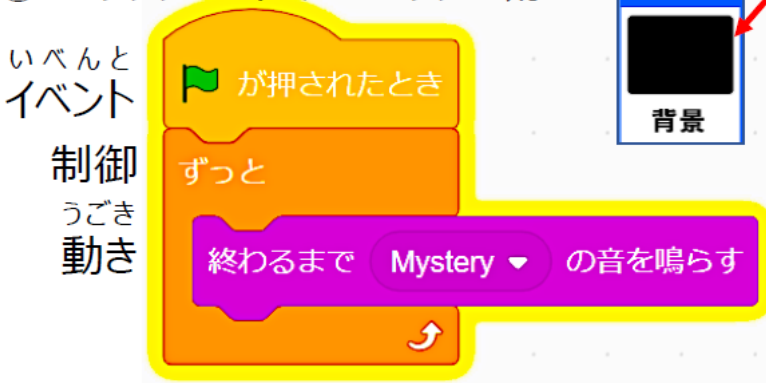 いべんと
イベント
が押されたとき
背景
制御
ずっと
うごき
動き
終わるまで Mystery の音を鳴らす